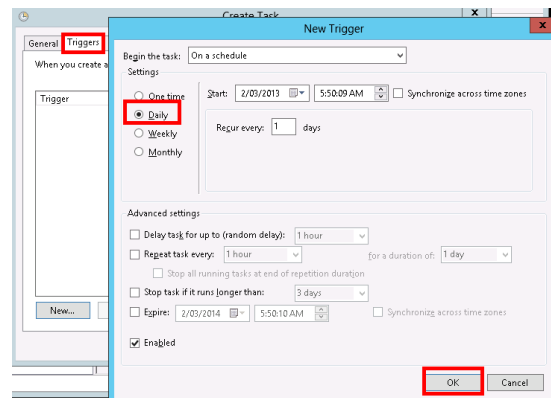 Create Task
x
New Trigger
x
General Triggers
When you create a
Trigger
New...
Begin the task: On a schedule
Settings
One time
Daily
Weekly
Monthly
Start: 2/03/2013 5:50:09 AM Synchronize across time zones
Recur every: 1 days
Advanced settings
Delay task for up to (random delay): 1 hour
Repeat task every: 1 hour for a duration of: 1 day
Stop all running tasks at end of repetition duration
Stop task if it runs longer than: 3 days
Expire: 2/03/2014 5:50:10 AM Synchronize across time zones
Enabled
OK Cancel